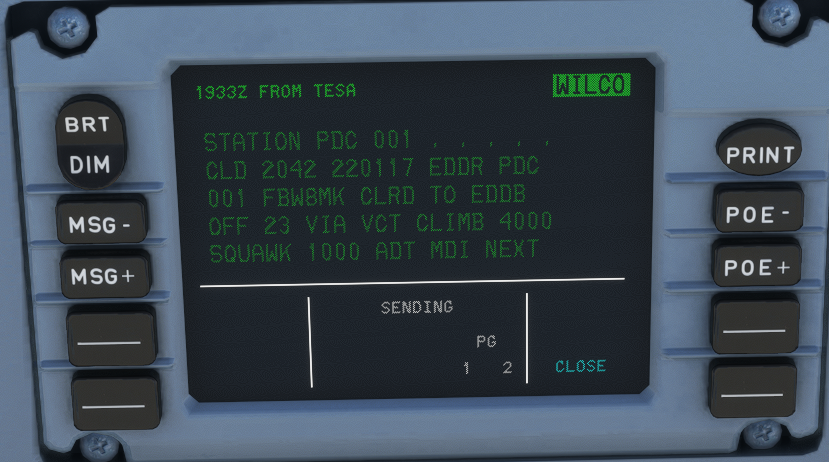 BRT
DIM
MSG-
MSG+
1933Z FROM TESA
WILCO
STATION PDC 001 . . . . .
CLD 2042 220117 EDDR PDC
001 FBW8MK CLRD TO EDDB
OFF 23 VIA VCT CLIMB 4000
SQUAWK 1000 ADT MDI NEXT
SENDING
PG
1 2
CLOSE
PRINT
POE-
POE+